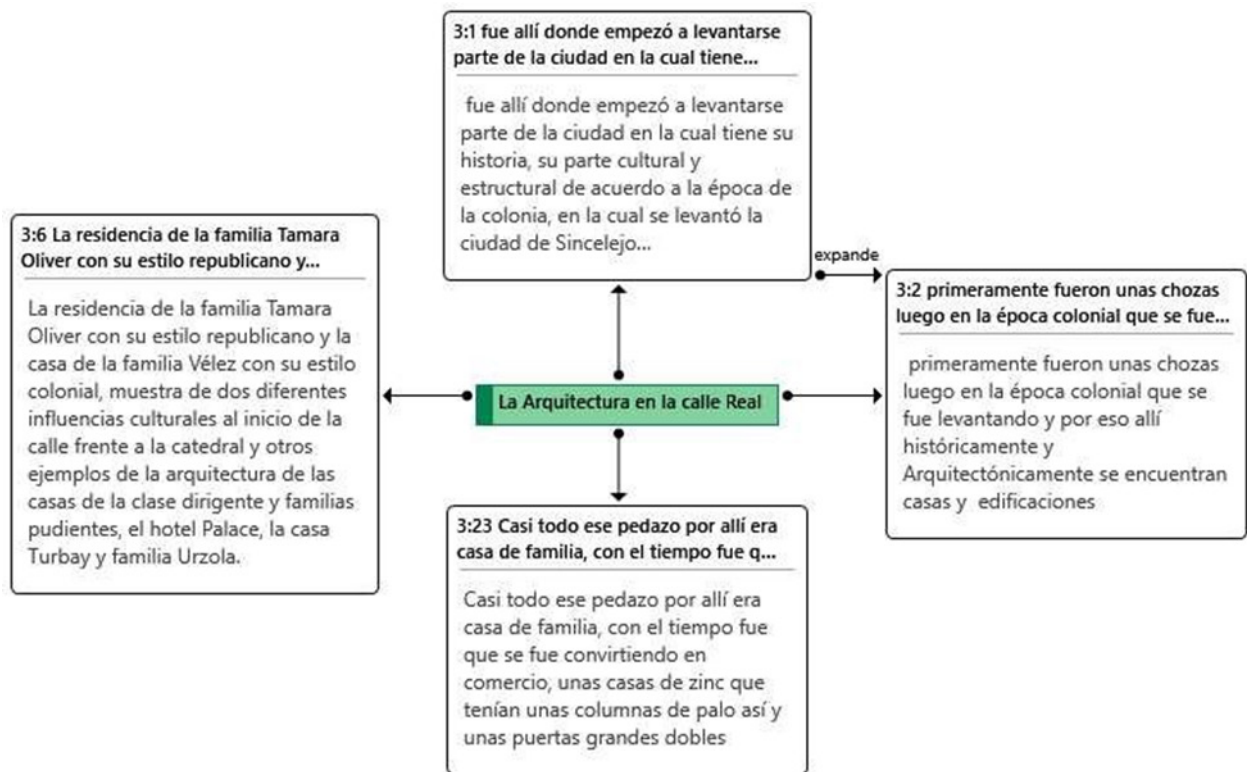 3:1 fue allí donde empezó a levantarse
parte de la ciudad en la cual tiene...
fue allí donde empezó a levantarse
parte de la ciudad en la cual tiene su
historia, su parte cultural y
estructural de acuerdo a la época de
la colonia, en la cual se levantó la
ciudad de Sincelejo...
3:6 La residencia de la familia Tamara
Oliver con su estilo republicano y...
La residencia de la familia Tamara
Oliver con su estilo republicano y la
casa de la familia Vélez con su estilo
colonial, muestra de dos diferentes
influencias culturales al inicio de la
calle frente a la catedral y otros
ejemplos de la arquitectura de las
casas de la clase dirigente y familias
pudientes, el hotel Palace, la casa
Turbay y familia Urzola.
expande
3:2 primeramente fueron unas chozas
luego en la época colonial que se fue...
primeramente fueron unas chozas
luego en la época colonial que se
fue levantando y por eso allí
históricamente y
Arquitectónicamente se encuentran
casas y edificaciones
La Arquitectura en la calle Real
3:23 Casi todo ese pedazo por allí era
casa de familia, con el tiempo fue q...
Casi todo ese pedazo por allí era
casa de familia, con el tiempo fue
que se fue convirtiendo en
comercio, unas casas de zinc que
tenían unas columnas de palo así y
unas puertas grandes dobles